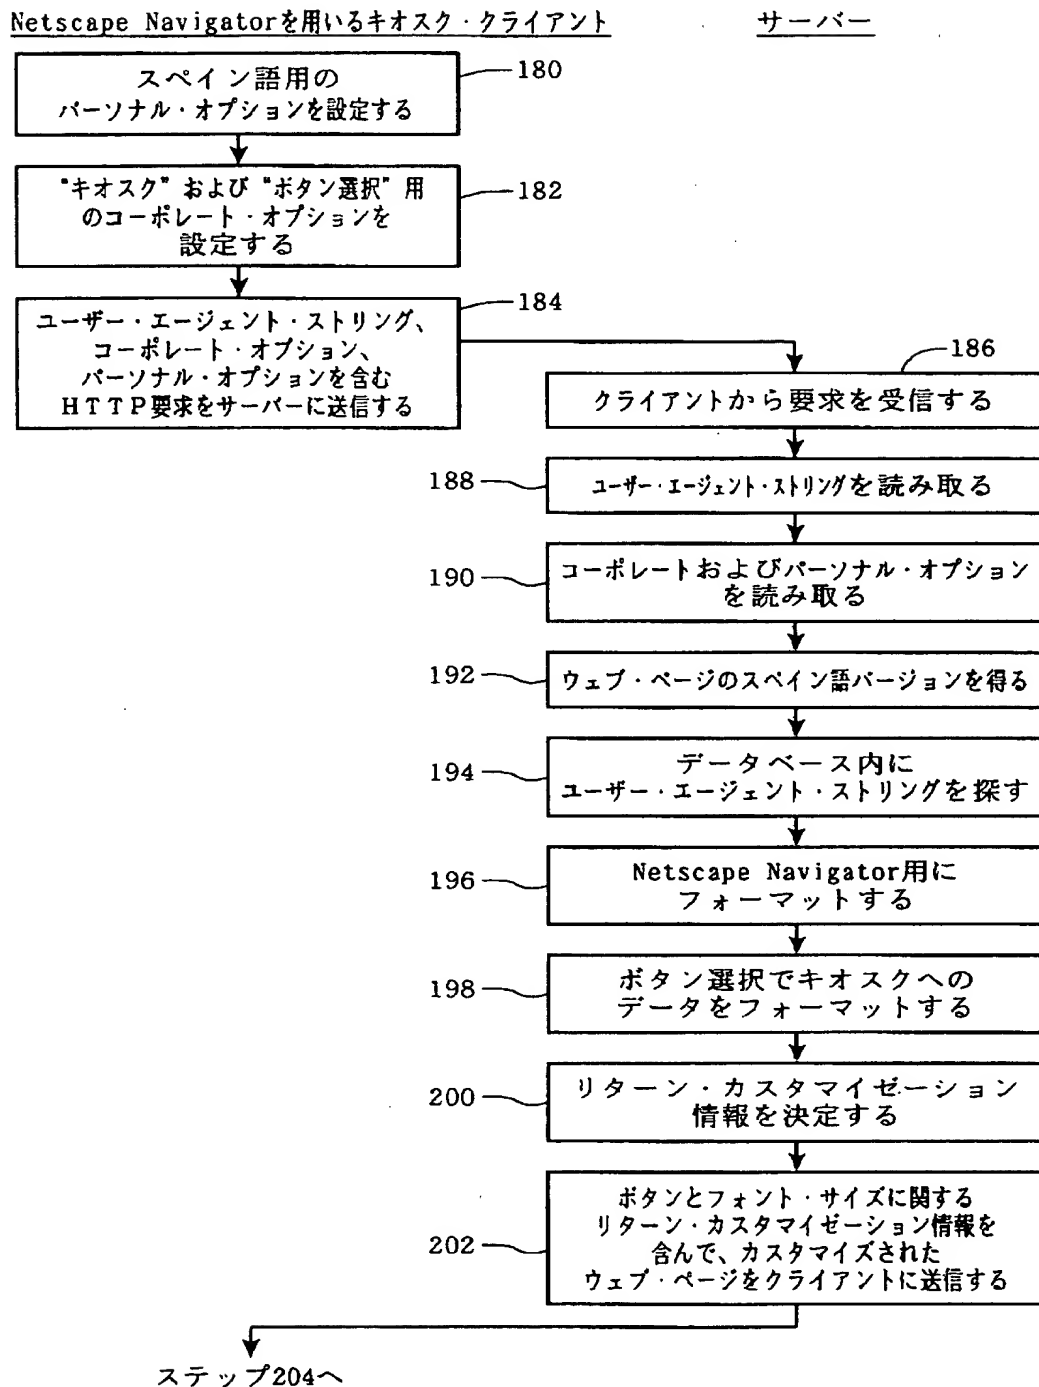 Netscape Navigatorを用いるキオスク・クライアント
サーバー
スペイン語用の
パーソナル・オプションを設定する
180
"キオスク" および "ボタン選択" 用
のコーポレート・オプションを
設定する
182
ユーザー・エージェント・ストリング、
コーポレート・オプション、
パーソナル・オプションを含む
HTTP要求をサーバーに送信する
184
186
クライアントから要求を受信する
188
ユーザー・エージェント・ストリングを読み取る
190
コーポレートおよびパーソナル・オプション
を読み取る
192
ウェブ・ページのスペイン語バージョンを得る
194
データベース内に
ユーザー・エージェント・ストリングを探す
196
Netscape Navigator用に
フォーマットする
198
ボタン選択でキオスクへの
データをフォーマットする
200
リターン・カスタマイゼーション
情報を決定する
202
ボタンとフォント・サイズに関する
リターン・カスタマイゼーション情報を
含んで、カスタマイズされた
ウェブ・ページをクライアントに送信する
ステップ204へ